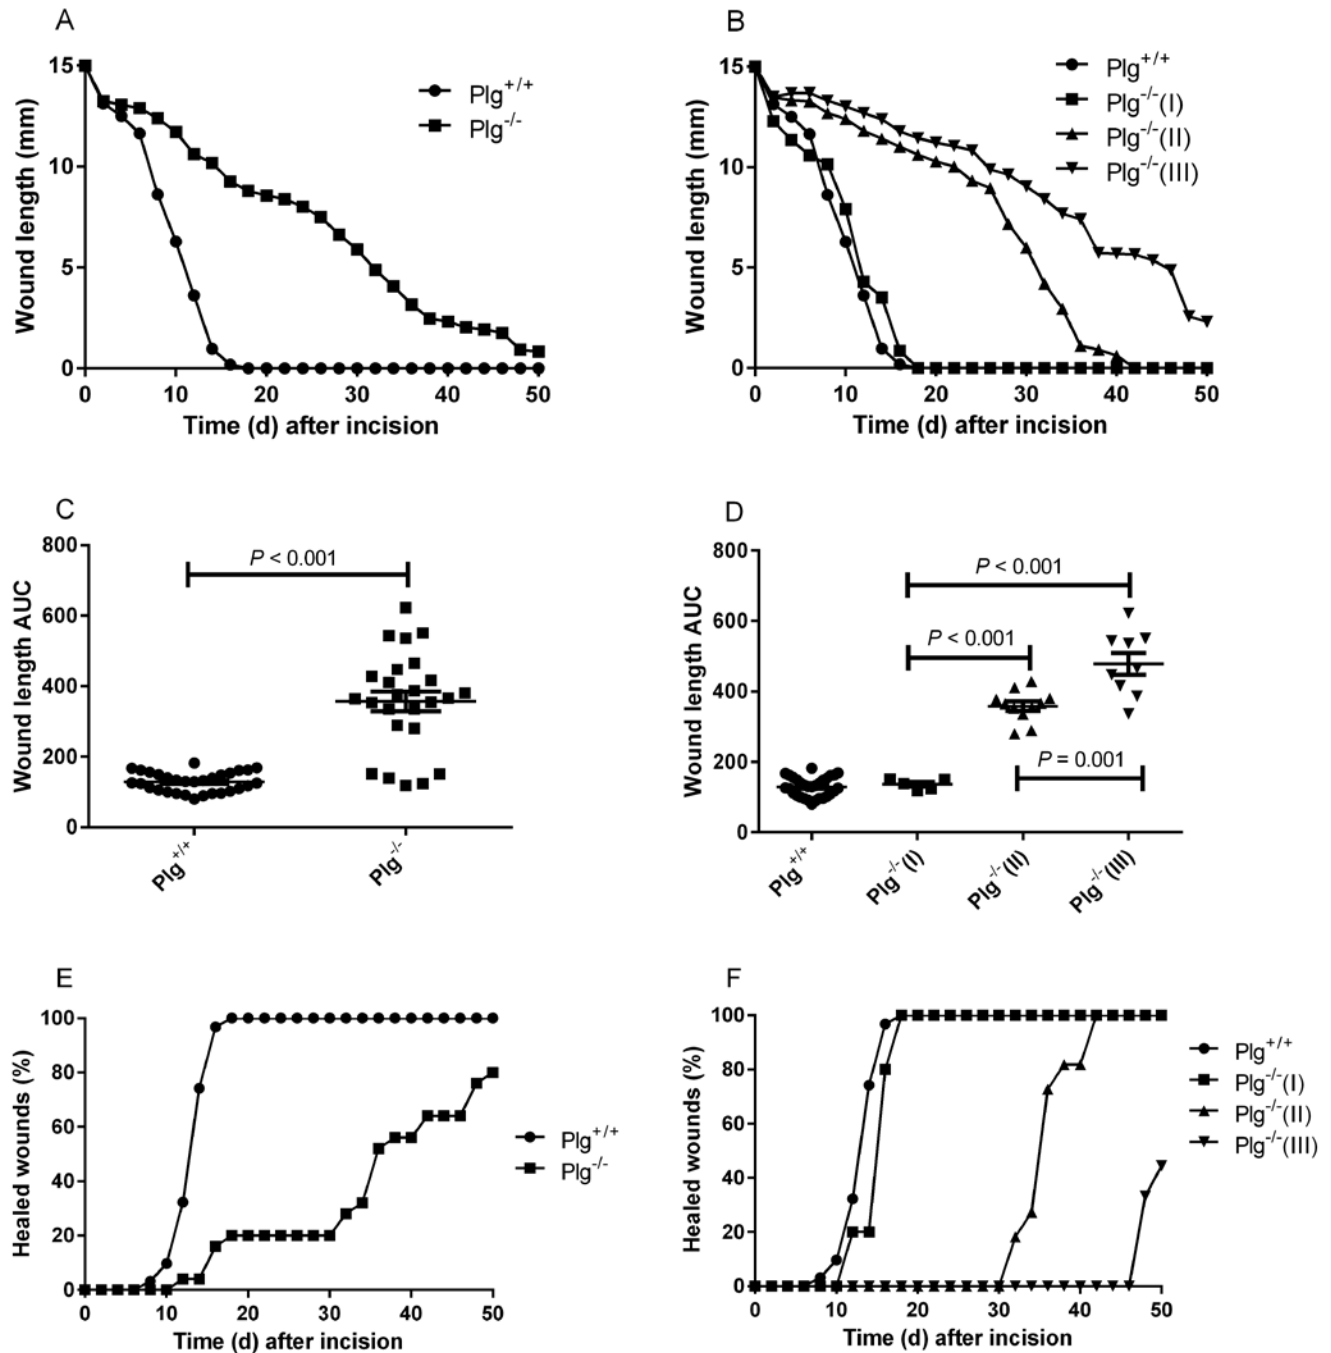 A
Wound length (mm)
15
10
5
0
0 10 20 30 40 50
Time (d) after incision
Plg+/+
Plg-/-
B
Wound length (mm)
15
10
5
0
0 10 20 30 40 50
Time (d) after incision
Plg+/+
Plg-/-(I)
Plg-/-(II)
Plg-/-(III)
C
Wound length AUC
800
600
400
200
0
P < 0.001
Plg+/+
Plg-/-
D
Wound length AUC
800
600
400
200
0
P < 0.001
P < 0.001
P = 0.001
Plg+/+
Plg-/-(I)
Plg-/-(II)
Plg-/-(III)
E
Healed wounds (%)
100
80
60
40
20
0
0 10 20 30 40 50
Time (d) after incision
Plg+/+
Plg-/-
F
Healed wounds (%)
100
80
60
40
20
0
0 10 20 30 40 50
Time (d) after incision
Plg+/+
Plg-/-(I)
Plg-/-(II)
Plg-/-(III)